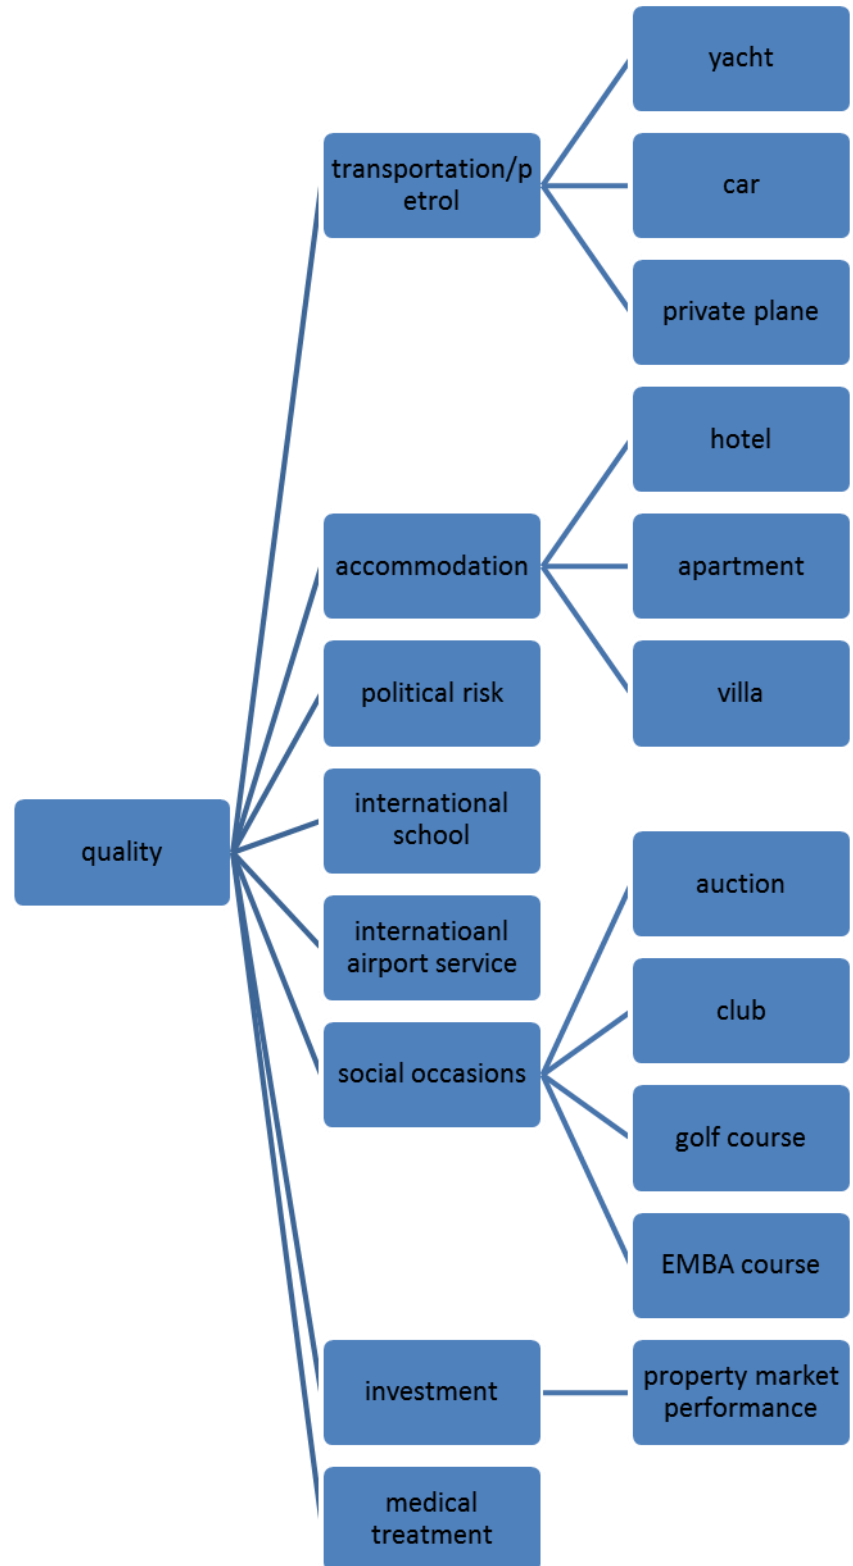 quality
transportation/p
etrol
yacht
car
private plane
accommodation
hotel
apartment
villa
political risk
international
school
internatioanl
airport service
social occasions
auction
club
golf course
EMBA course
investment
property market
performance
medical
treatment